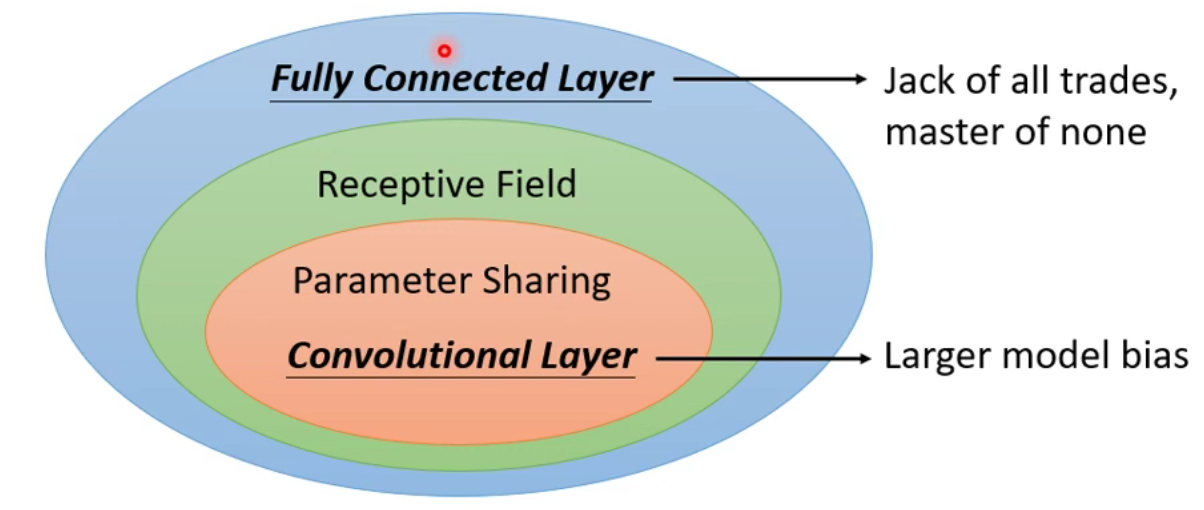 Fully Connected Layer
Jack of all trades,
master of none
Receptive Field
Parameter Sharing
Convolutional Layer
Larger model bias